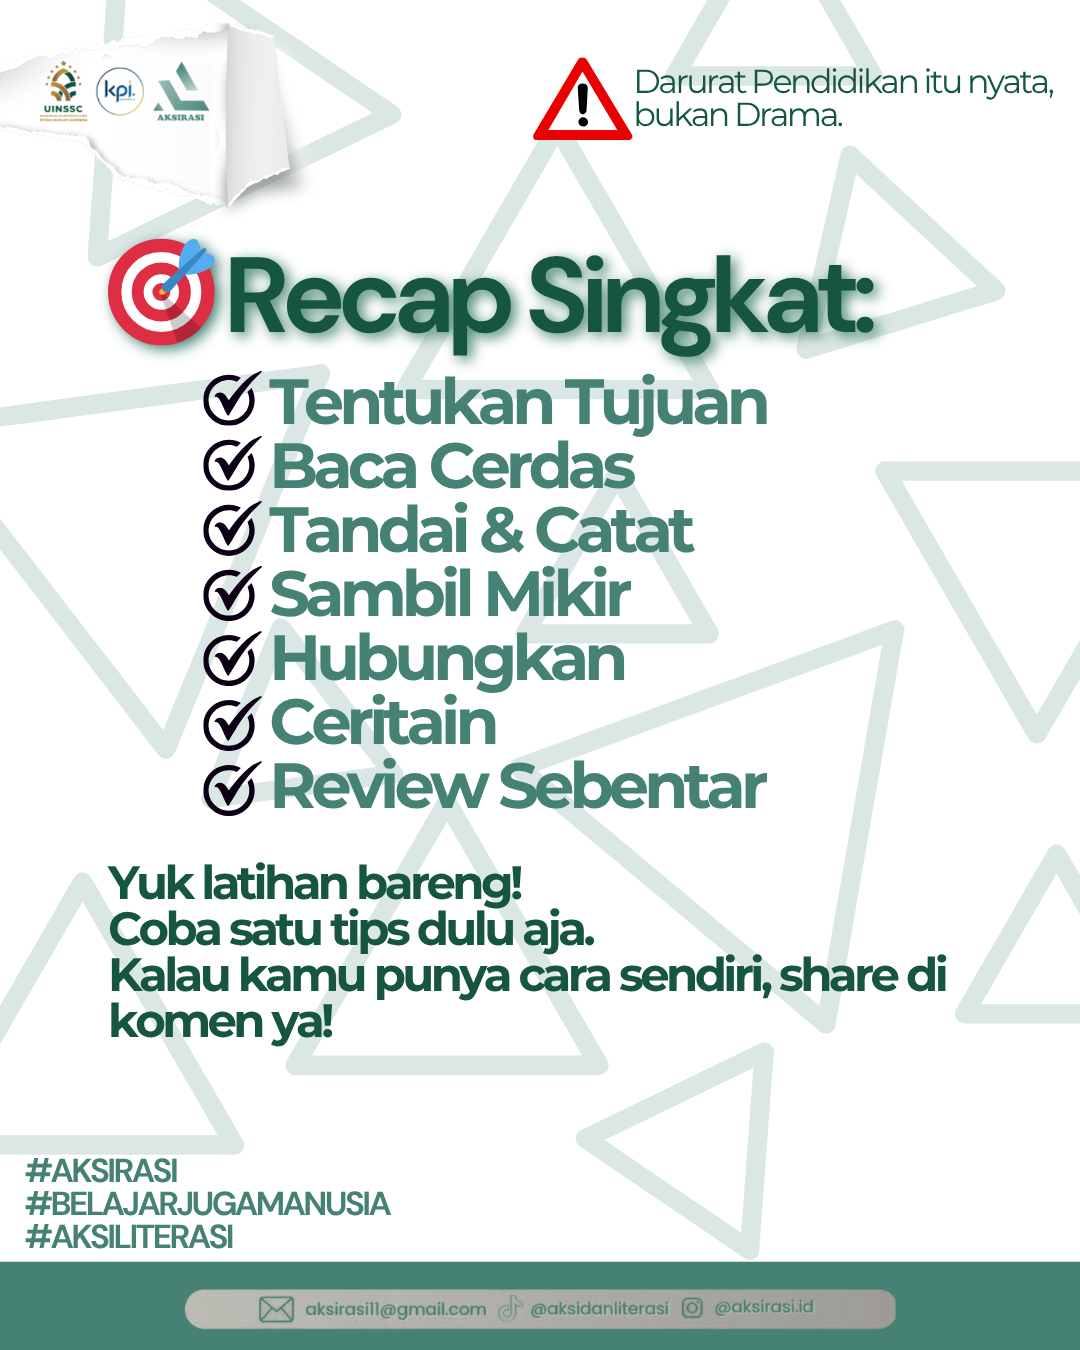 UINSSC
kpi.
AKSIRASI
Darurat Pendidikan itu nyata,
bukan Drama.
Recap Singkat:
Tentukan Tujuan
Baca Cerdas
Tandai & Catat
Sambil Mikir
Hubungkan
Ceritain
Review Sebentar
Yuk latihan bareng!
Coba satu tips dulu aja.
Kalau kamu punya cara sendiri, share di
komen ya!
#AKSIRASI
#BELAJARJUGAMANUSIA
#AKSILITERASI
aksirasi11@gmail.com @aksidanliterasi @aksirasi.id